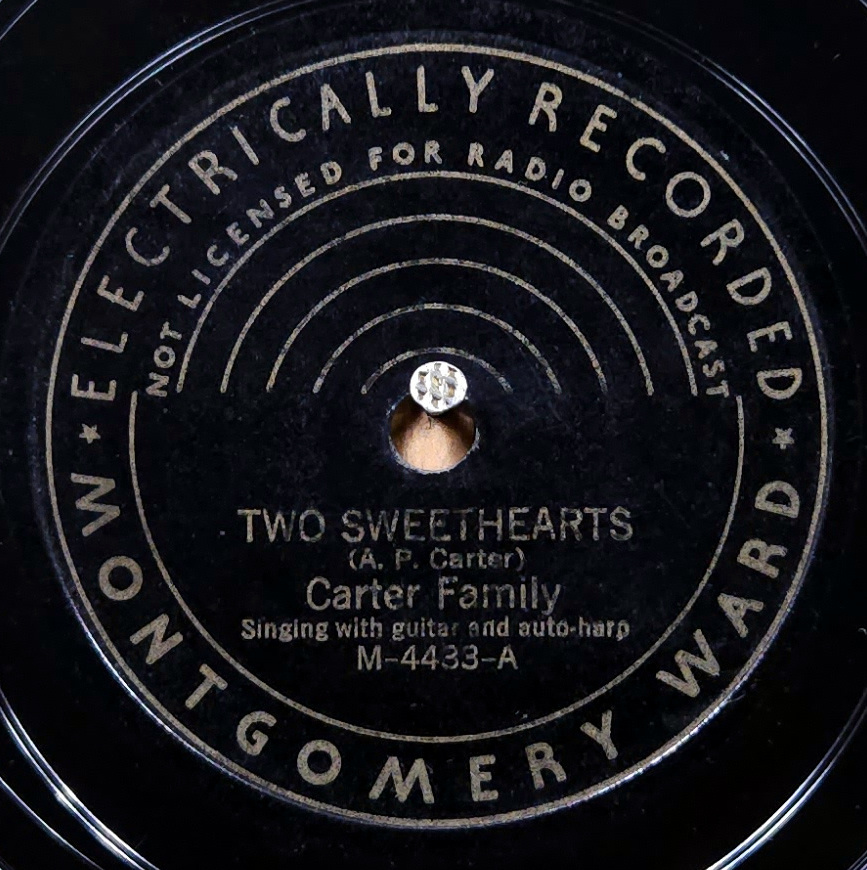 ELECTRICALLY RECORDED
NOT LICENSED FOR RADIO BROADCAST
TWO SWEETHEARTS
(A. P. Carter)
Carter Family
Singing with guitar and auto-harp
M-4433-A
★ MONTGOMERY WARD ★